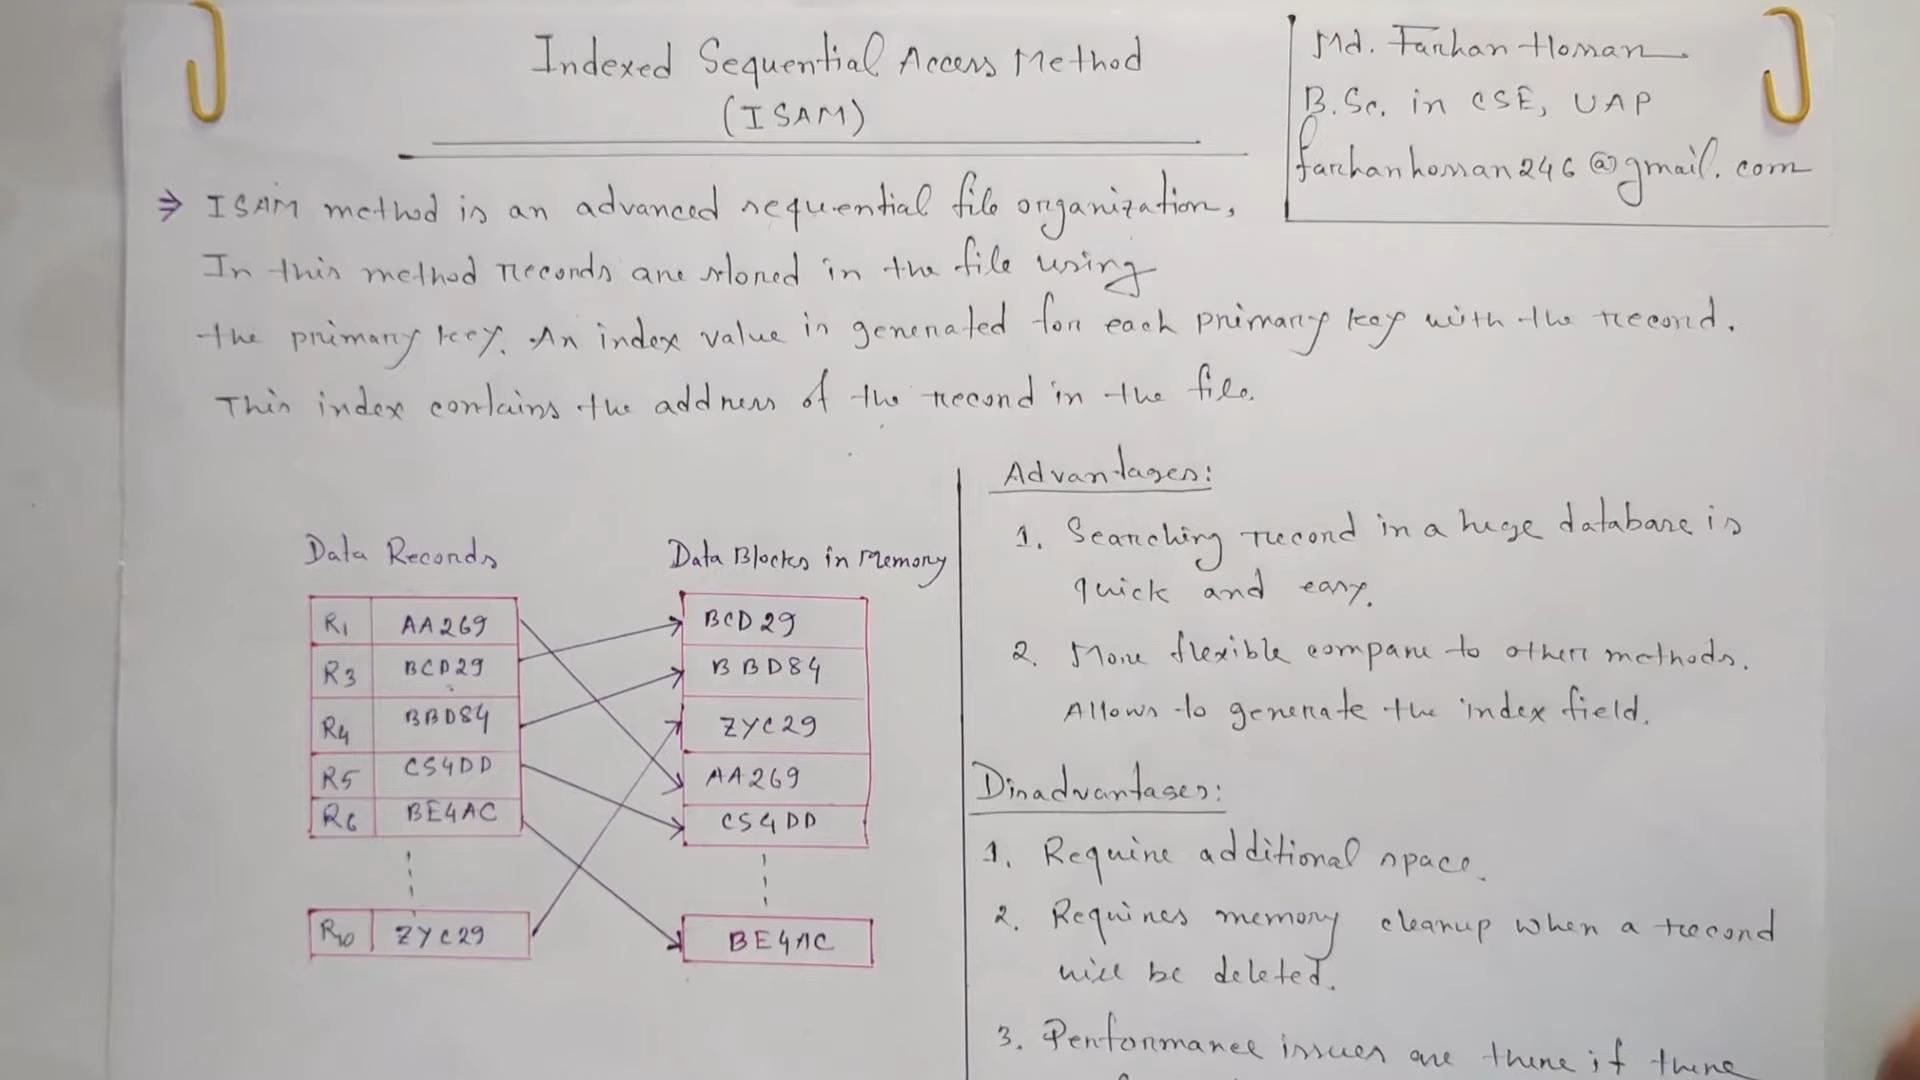 Indexed Sequential Access Method
(ISAM)
Md. Farhan Hossan
B.Sc. in CSE, UAP
farhanhossan246@gmail.com
⇒ ISAM method is an advanced sequential file organization,
In this method records are stored in the file using
the primary key. An index value is generated for each primary key with the record.
This index contains the address of the record in the file.
Data Records
R1 AA269
R3 BCD29
R4 BBD84
R5 CS4DD
R6 BE4AC
R10 ZYC29
Data Blocks in Memory
BCD29
BBD84
ZYC29
AA269
CS4DD
BE4AC
Advantages:
1. Searching record in a huge database is
quick and easy.
2. More flexible compare to other methods.
Allows to generate the index field.
Disadvantages:
1. Require additional space.
2. Requires memory cleanup when a record
will be deleted.
3. Performance issues are there if there